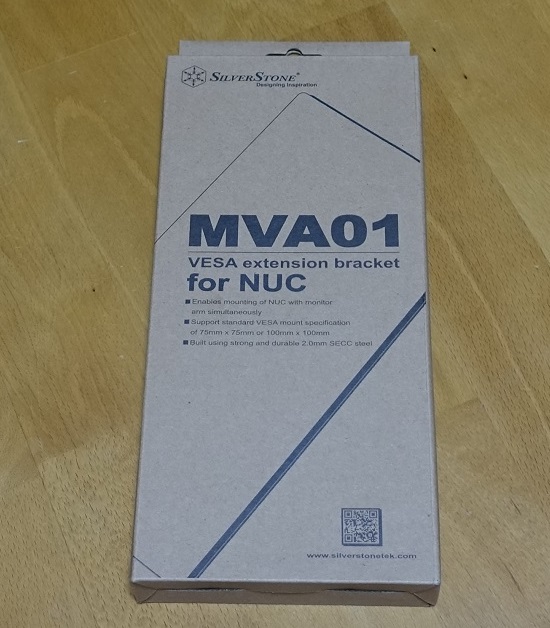 SILVERSTONE®
Designing Inspiration
MVA01
VESA extension bracket
for NUC
■ Enables mounting of NUC with monitor
arm simultaneously
■ Support standard VESA mount specification
of 75mm x 75mm or 100mm x 100mm
■ Built using strong and durable 2.0mm SECC steel
www.silverstonetek.com